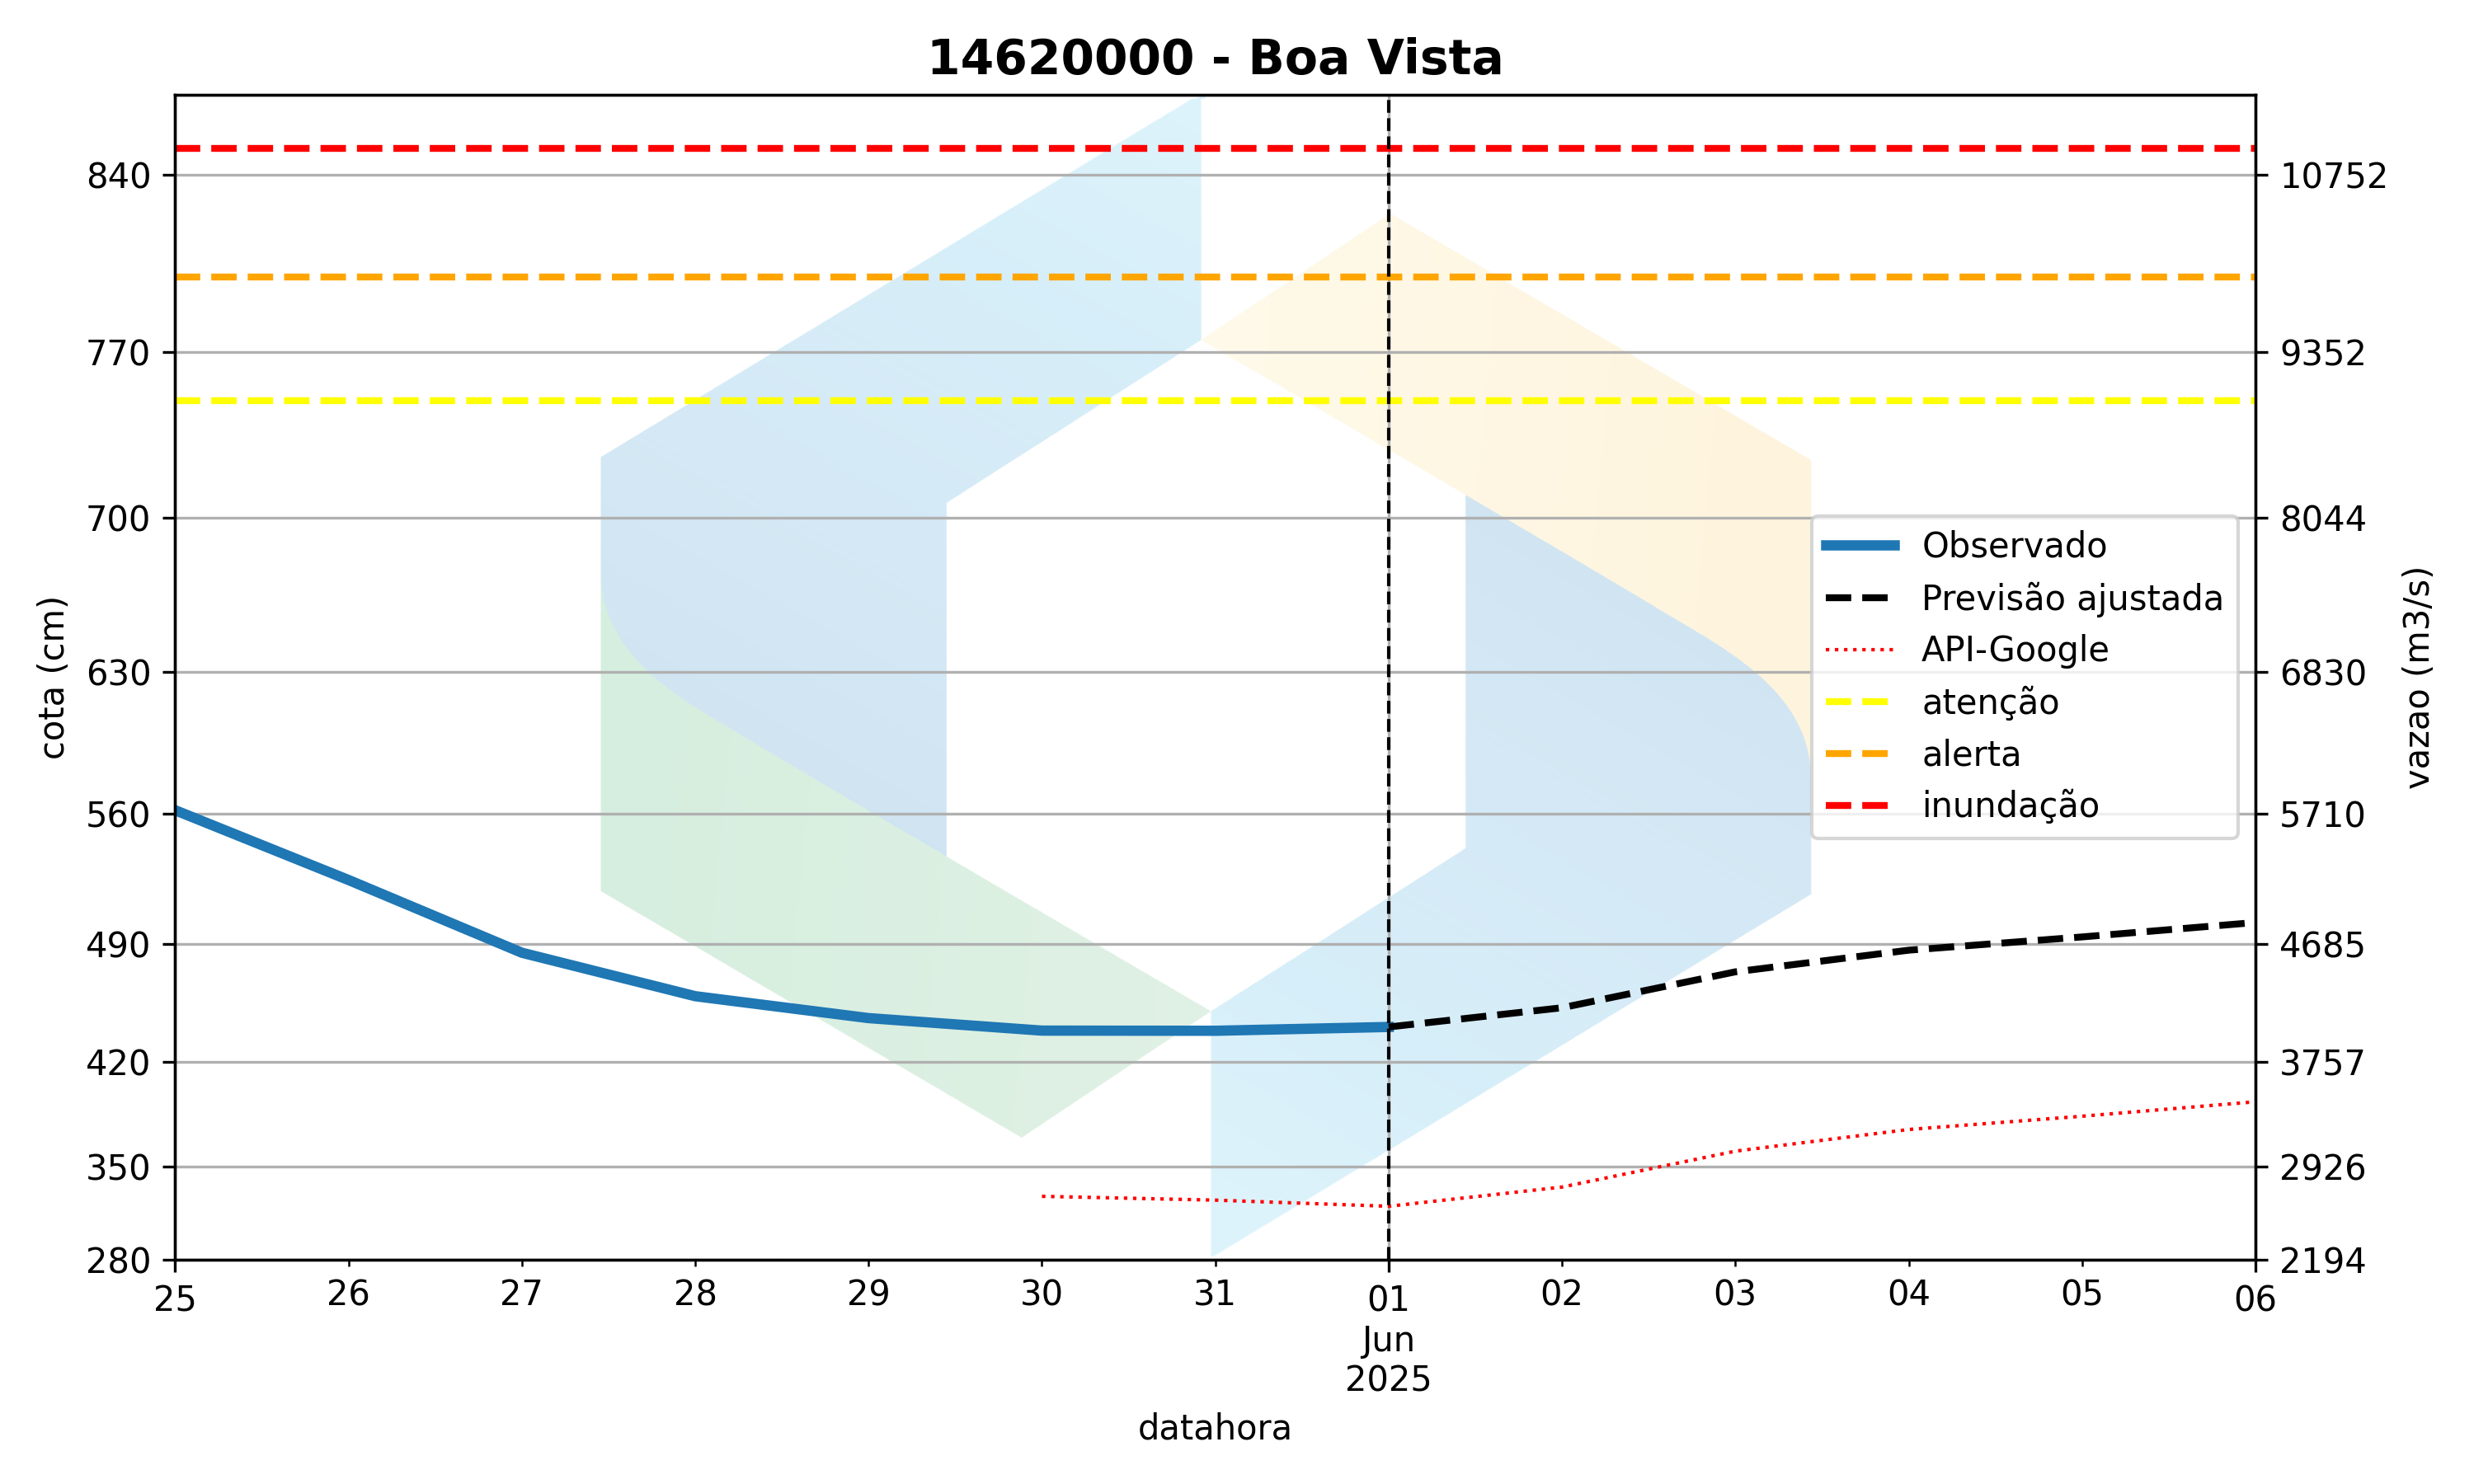 14620000 - Boa Vista
840
770
700
630
560
490
420
350
280
cota (cm)
10752
9352
8044
6830
5710
4685
3757
2926
2194
vazao (m3/s)
Observado
Previsão ajustada
API-Google
atenção
alerta
inundação
25 26 27 28 29 30 31 01 02 03 04 05 06
Jun
2025
datahora